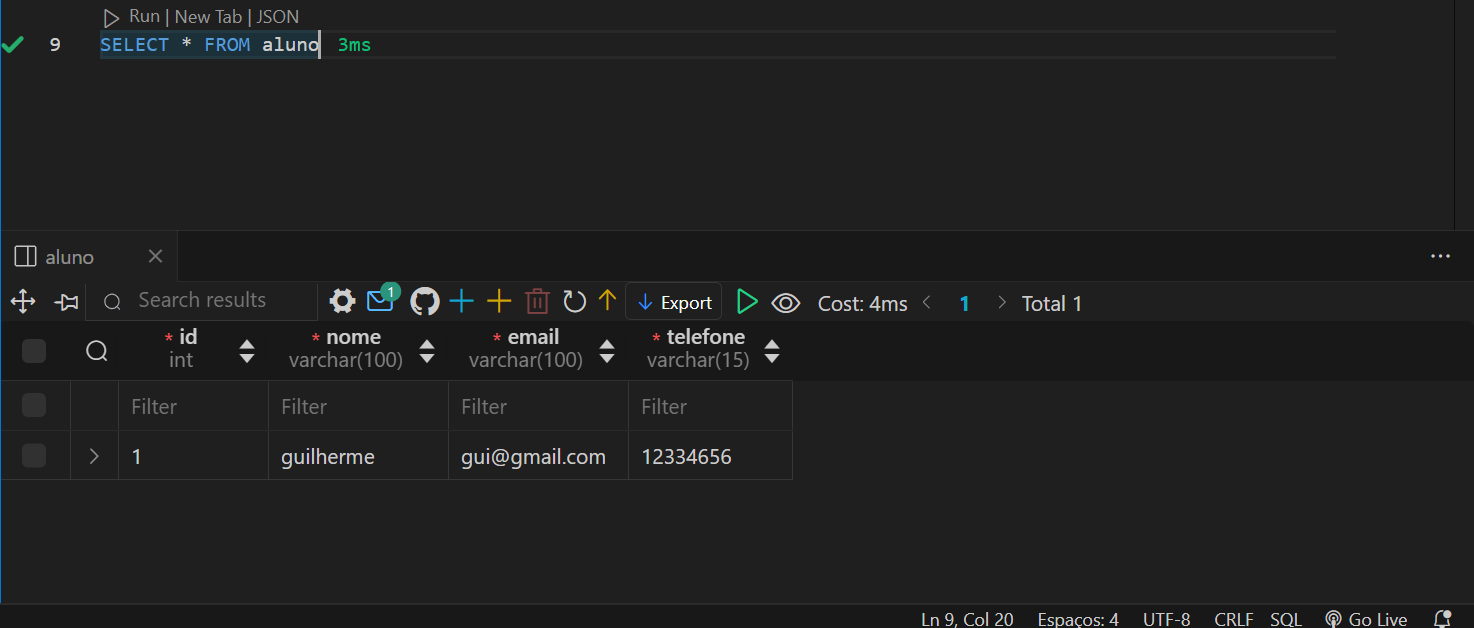 Run | New Tab | JSON
9 SELECT * FROM aluno 3ms
aluno
Search results 1 Export Cost: 4ms 1 Total 1
* id * nome * email * telefone
int varchar(100) varchar(100) varchar(15)
Filter Filter Filter Filter
1 guilherme gui@gmail.com 12334656
Ln 9, Col 20 Espaços: 4 UTF-8 CRLF SQL Go Live